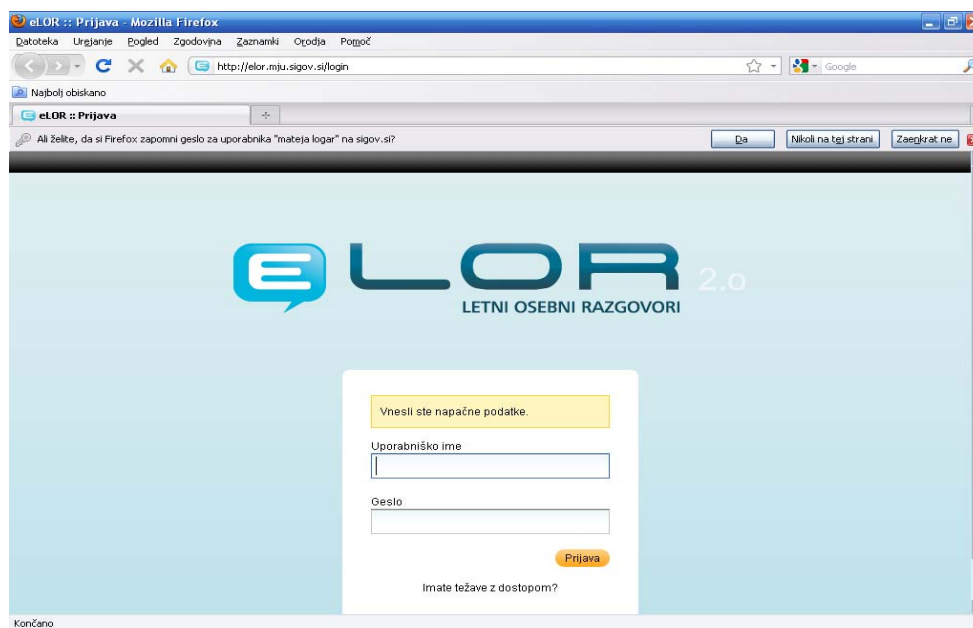 eLOR :: Prijava - Mozilla Firefox
Datoteka Urejanje Pogled Zgodovina Zaznamki Orodja Pomoč
http://elor.mju.sigov.si/login
Google
Najbolj obiskano
eLOR :: Prijava
Ali želite, da si Firefox zapomni geslo za uporabnika "mateja logar" na sigov.si?
Da Nikoli na tej strani Zaenkrat ne
eLOR 2.0
LETNI OSEBNI RAZGOVORI
Vnesli ste napačne podatke.
Uporabniško ime
Geslo
Prijava
Imate težave z dostopom?
Končano